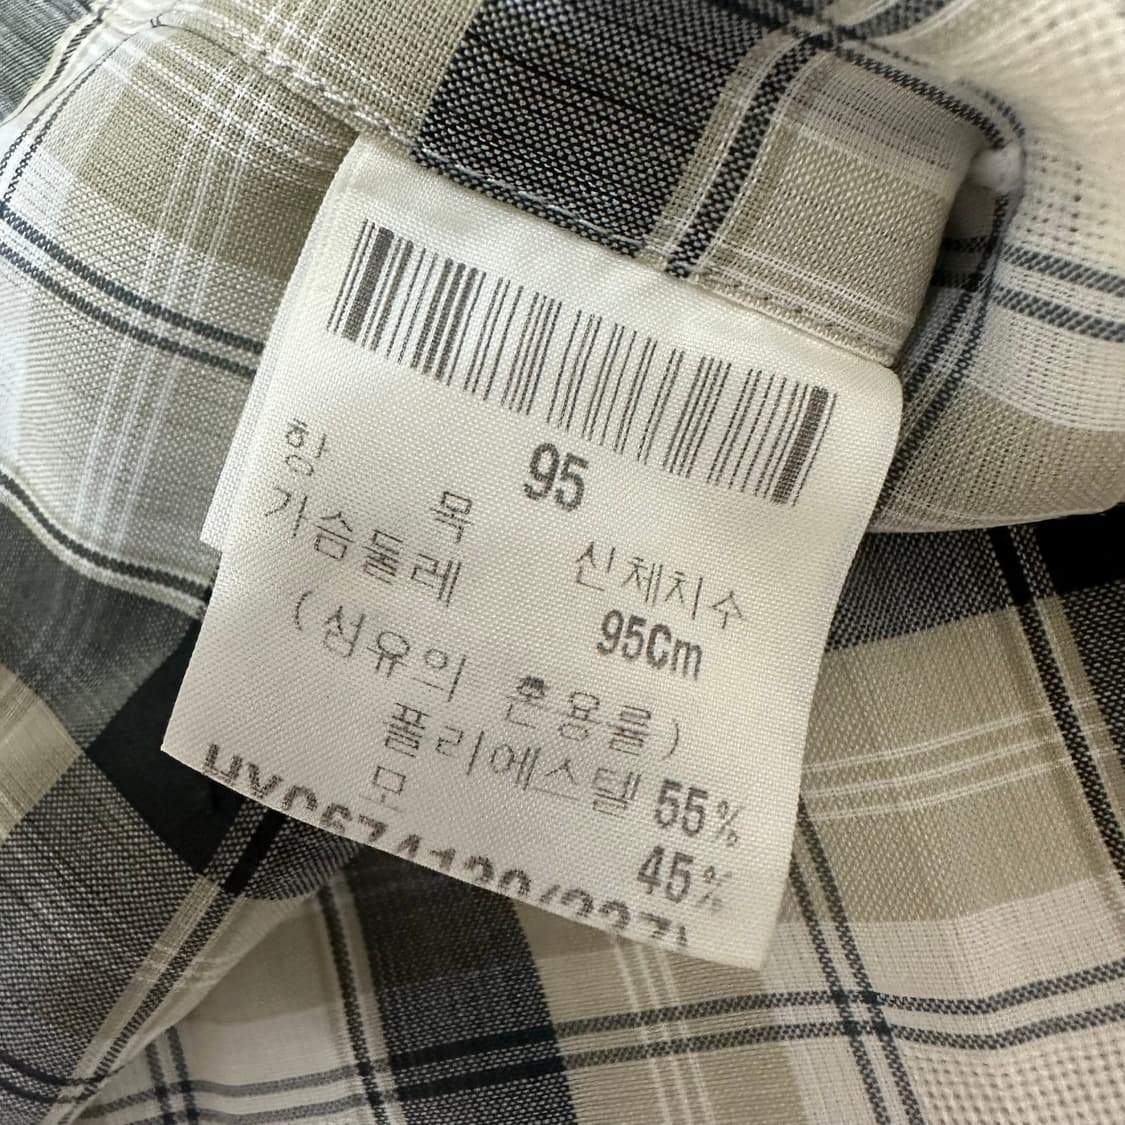 95
항 목 신체치수
가슴둘레 95Cm
(섬유의 혼용율)
폴리에스텔 55%
모 45%